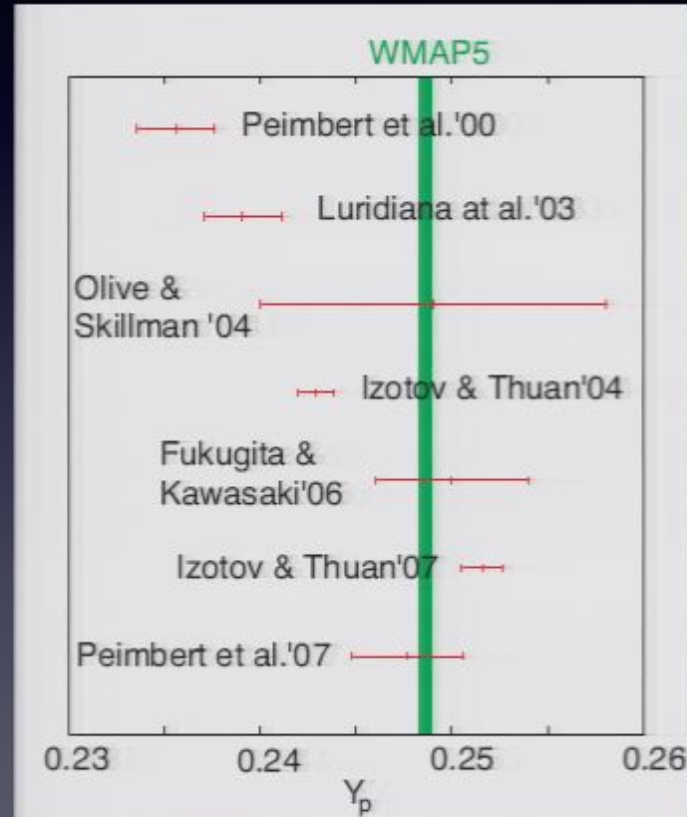 WMAP5
Peimbert et al.'00
Luridiana at al.'03
Olive &
Skillman '04
Izotov & Thuan'04
Fukugita &
Kawasaki'06
Izotov & Thuan'07
Peimbert et al.'07
0.23 0.24 0.25 0.26
Yp